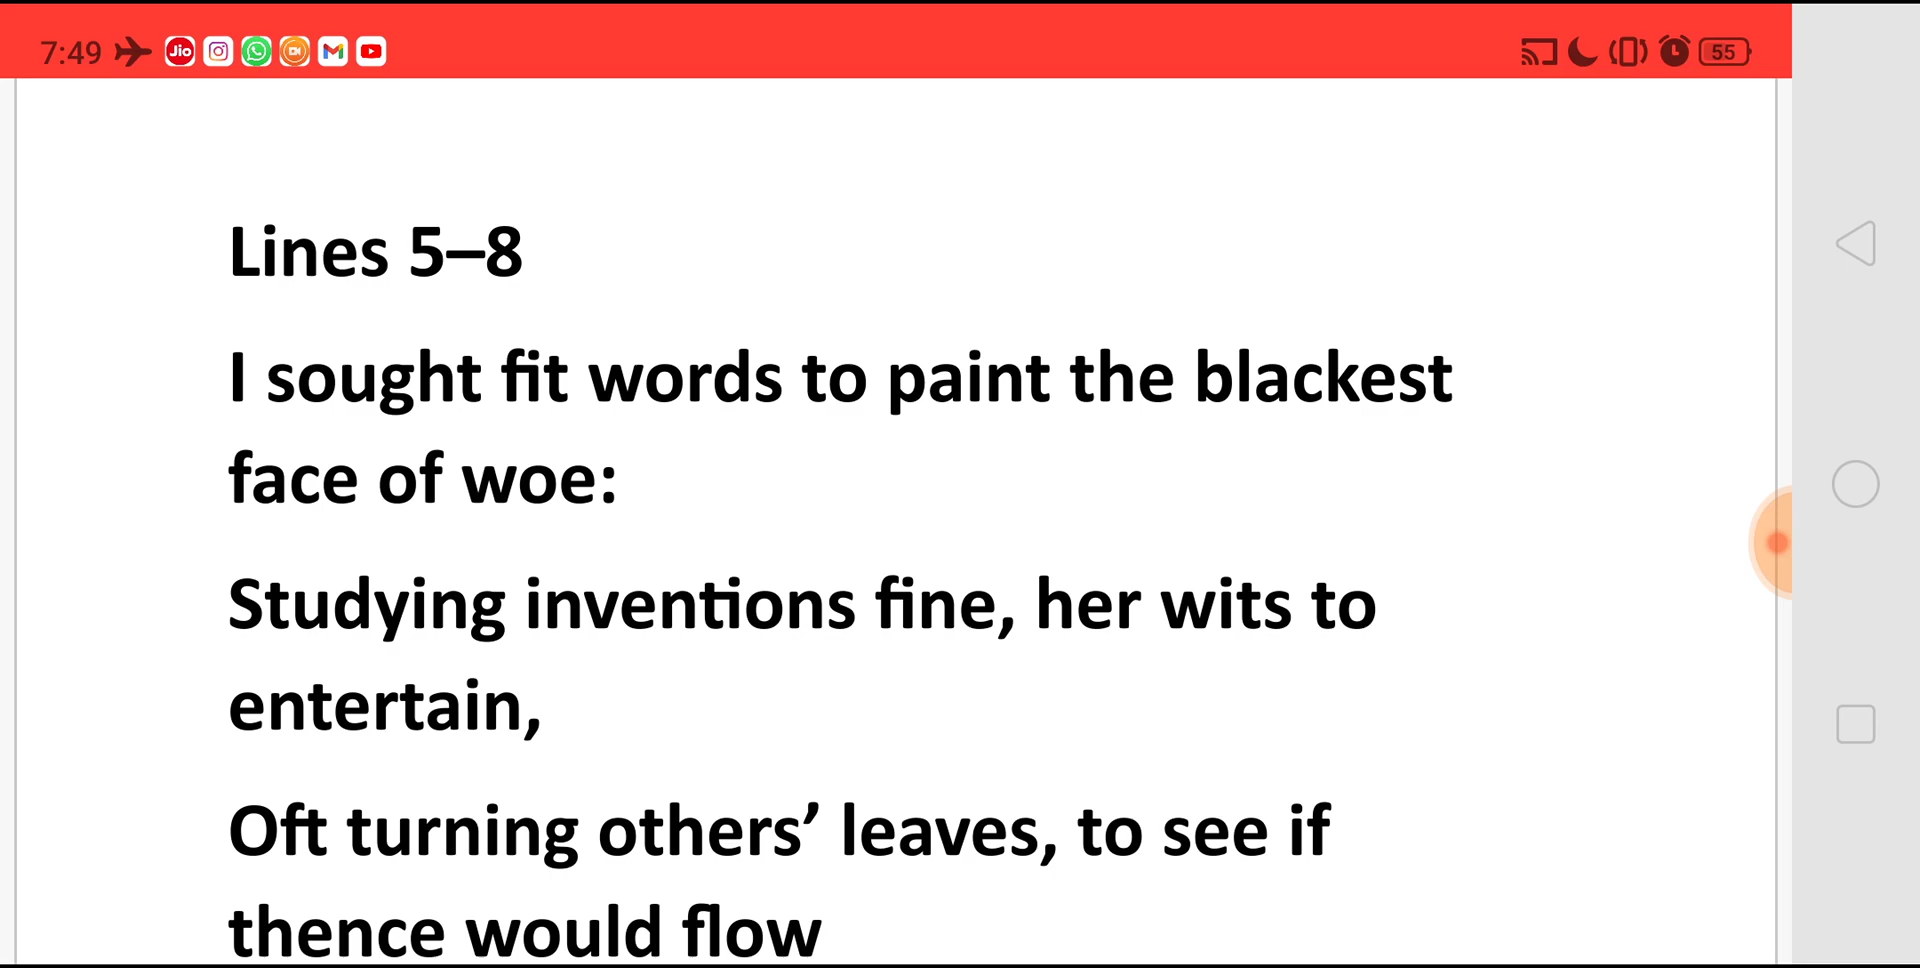 7:49 Jio 55
Lines 5–8
I sought fit words to paint the blackest
face of woe:
Studying inventions fine, her wits to
entertain,
Oft turning others’ leaves, to see if
thence would flow